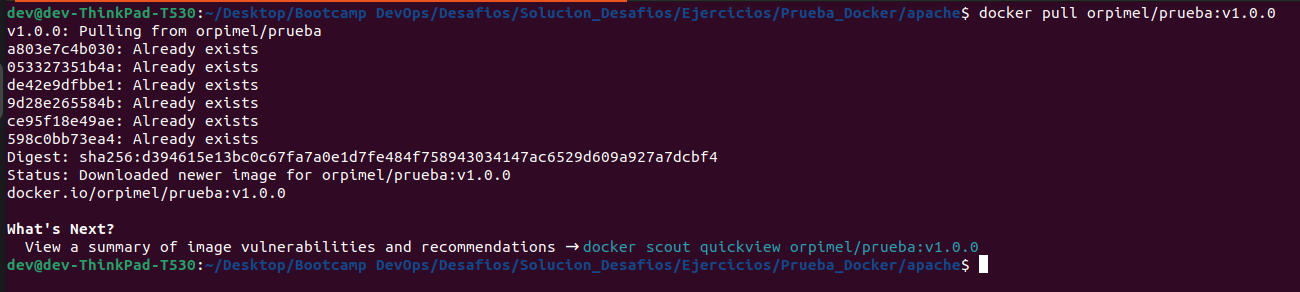 dev@dev-ThinkPad-T530:~/Desktop/Bootcamp DevOps/Desafios/Solucion_Desafios/Ejercicios/Prueba_Docker/apache$ docker pull orpimel/prueba:v1.0.0
v1.0.0: Pulling from orpimel/prueba
a803e7c4b030: Already exists
053327351b4a: Already exists
de42e9dfbbe1: Already exists
9d28e265584b: Already exists
ce95f18e49ae: Already exists
598c0bb73ea4: Already exists
Digest: sha256:d394615e13bc0c67fa7a0e1d7fe484f758943034147ac6529d609a927a7dcbf4
Status: Downloaded newer image for orpimel/prueba:v1.0.0
docker.io/orpimel/prueba:v1.0.0
What's Next?
  View a summary of image vulnerabilities and recommendations → docker scout quickview orpimel/prueba:v1.0.0
dev@dev-ThinkPad-T530:~/Desktop/Bootcamp DevOps/Desafios/Solucion_Desafios/Ejercicios/Prueba_Docker/apache$